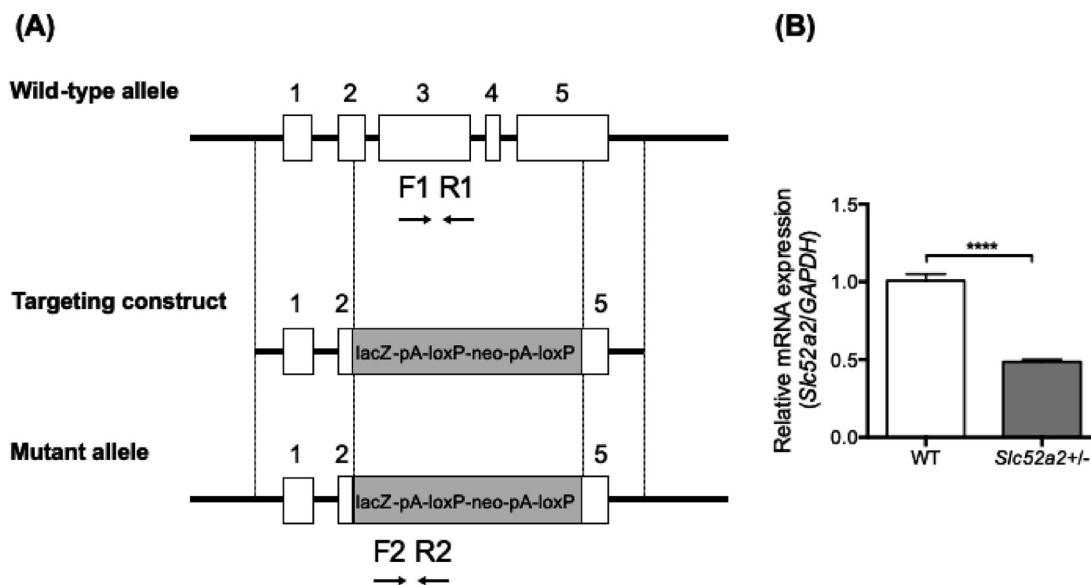 (A)
Wild-type allele
1 2 3 4 5
F1 R1
Targeting construct
1 2 5
lacZ-pA-loxP-neo-pA-loxP
Mutant allele
1 2 5
lacZ-pA-loxP-neo-pA-loxP
F2 R2
(B)
Relative mRNA expression
(Slc52a2/GAPDH)
1.5
1.0
0.5
0.0
****
WT Slc52a2+/-